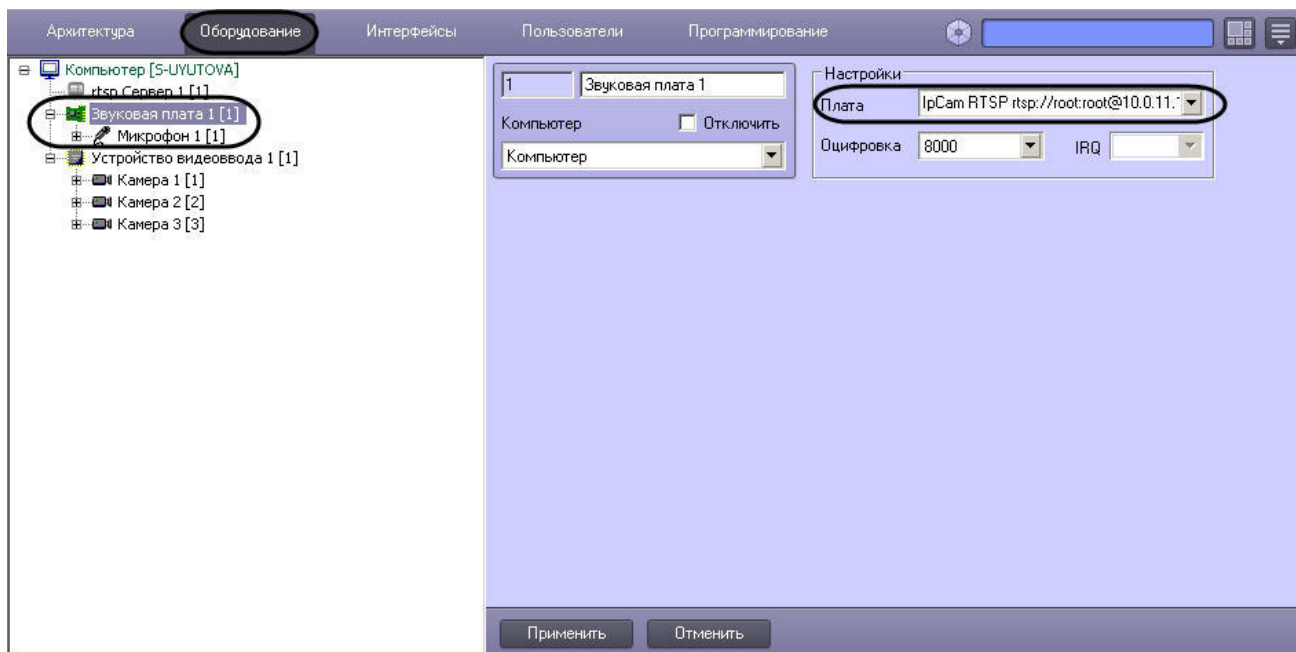 Архитектура Оборудование Интерфейсы Пользователи Программирование
Компьютер [S-UYUTOVA]
rtsp Сервер 1 [1]
Звуковая плата 1 [1]
Микрофон 1 [1]
Устройство видеоввода 1 [1]
Камера 1 [1]
Камера 2 [2]
Камера 3 [3]
1 Звуковая плата 1
Компьютер Отключить
Компьютер
Настройки
Плата IpCam RTSP rtsp://root:root@10.0.11.
Оцифровка 8000 IRQ
Применить Отменить